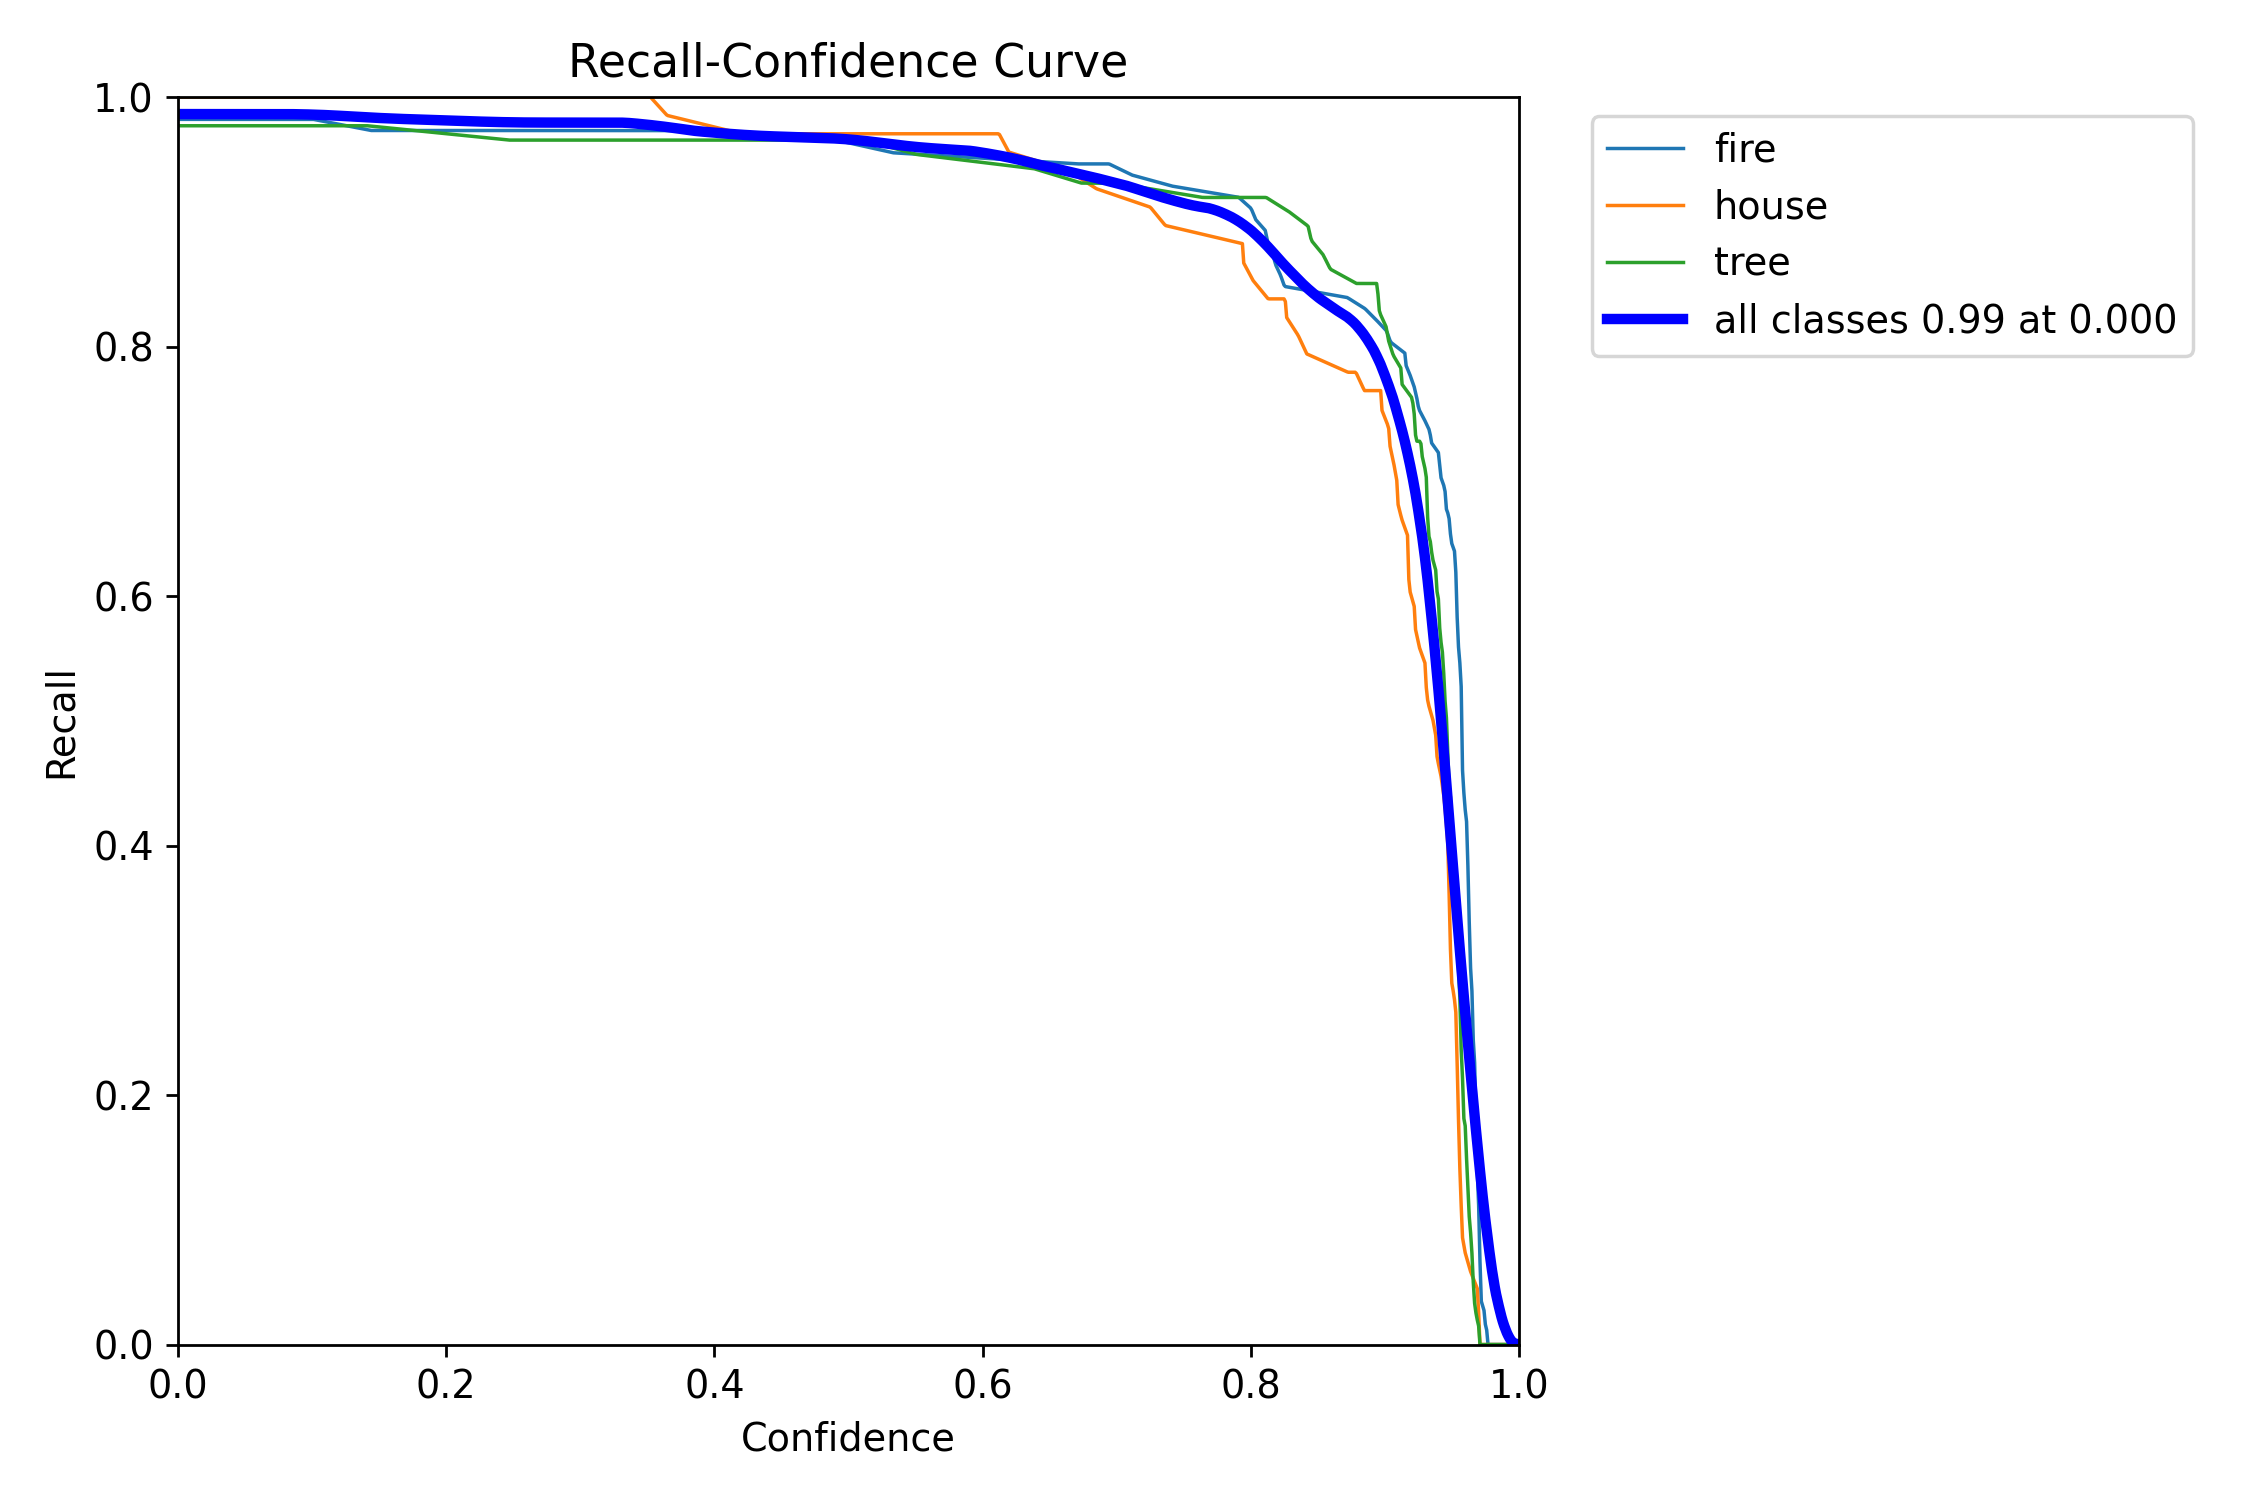 Recall-Confidence Curve
1.0
0.8
0.6
0.4
0.2
0.0
Recall
0.0 0.2 0.4 0.6 0.8 1.0
Confidence
fire
house
tree
all classes 0.99 at 0.000